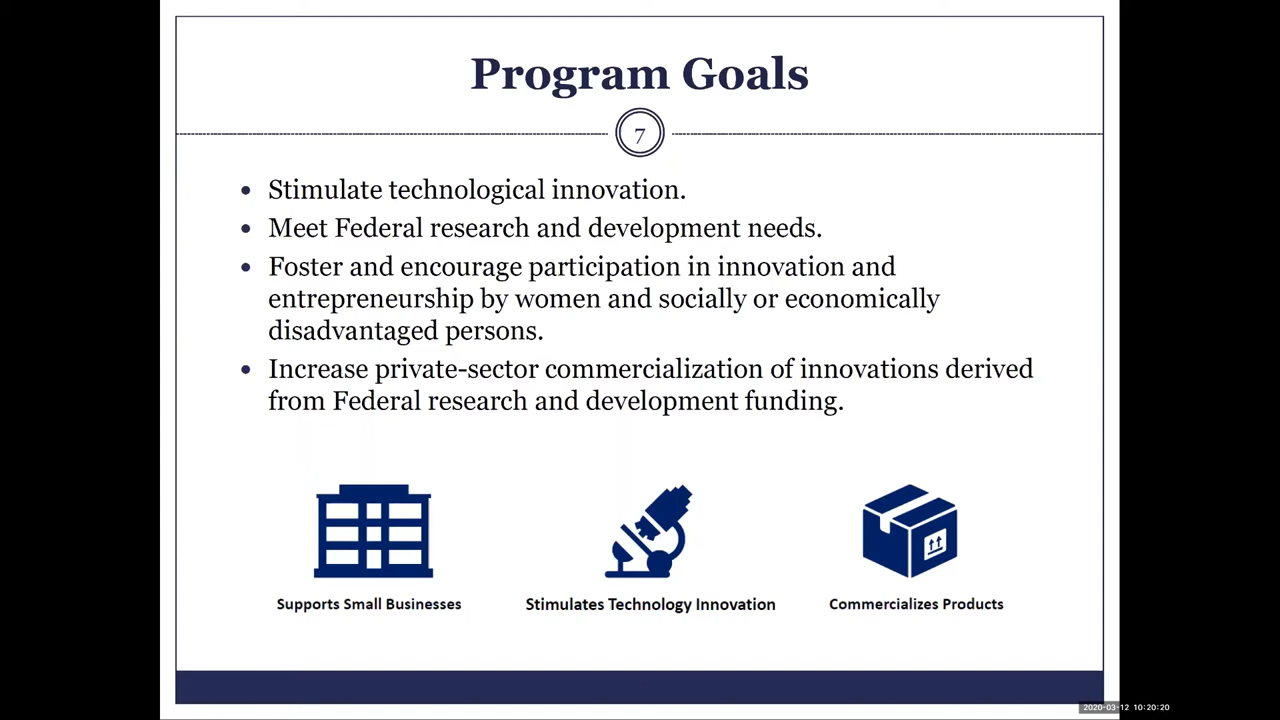 Program Goals
7
• Stimulate technological innovation.
• Meet Federal research and development needs.
• Foster and encourage participation in innovation and
entrepreneurship by women and socially or economically
disadvantaged persons.
• Increase private-sector commercialization of innovations derived
from Federal research and development funding.
Supports Small Businesses
Stimulates Technology Innovation
Commercializes Products
2020-03-12 10:20:20